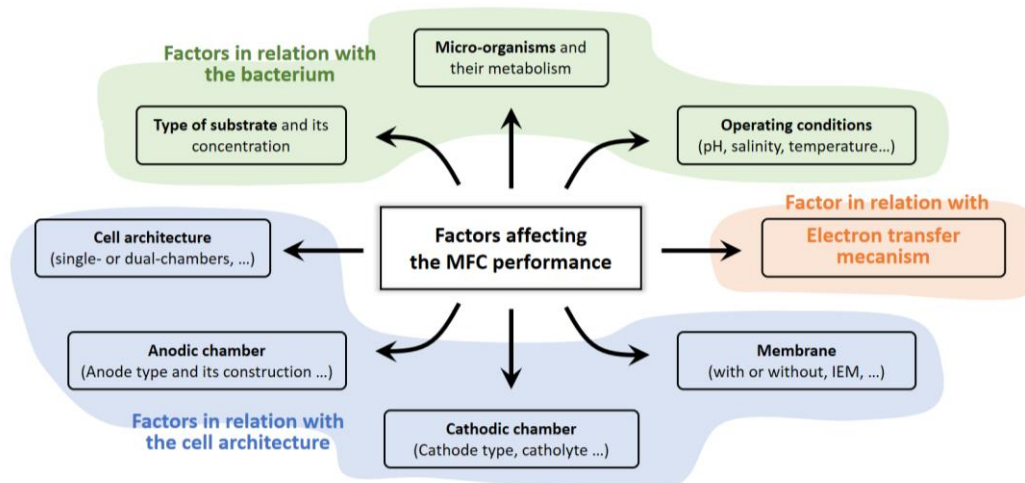 Factors in relation with
the bacterium
Micro-organisms and
their metabolism
Type of substrate and its
concentration
Operating conditions
(pH, salinity, temperature...)
Factors affecting
the MFC performance
Factor in relation with
Electron transfer
mecanism
Cell architecture
(single- or dual-chambers, ...)
Anodic chamber
(Anode type and its construction ...)
Membrane
(with or without, IEM, ...)
Factors in relation with
the cell architecture
Cathodic chamber
(Cathode type, catholyte ...)